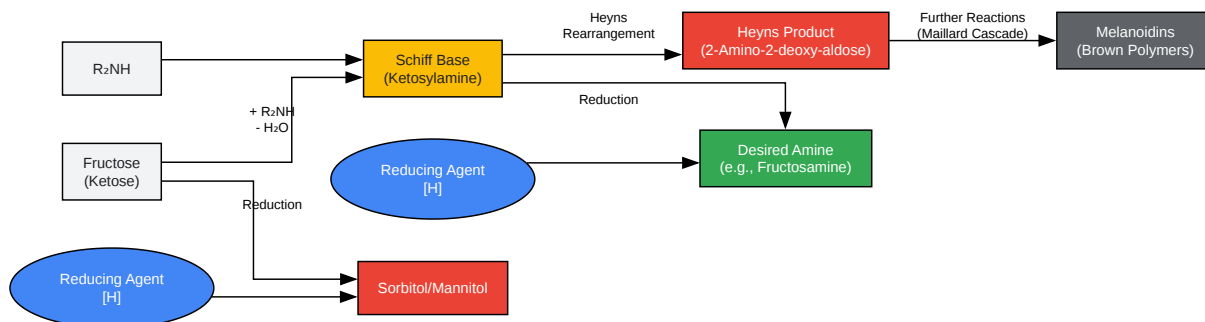 R₂NH
Fructose
(Ketose)
+ R₂NH
- H₂O
Reduction
Reducing Agent
[H]
Sorbitol/Mannitol
Schiff Base
(Ketosylamine)
Heyns
Rearrangement
Reduction
Reducing Agent
[H]
Heyns Product
(2-Amino-2-deoxy-aldose)
Desired Amine
(e.g., Fructosamine)
Further Reactions
(Maillard Cascade)
Melanoidins
(Brown Polymers)